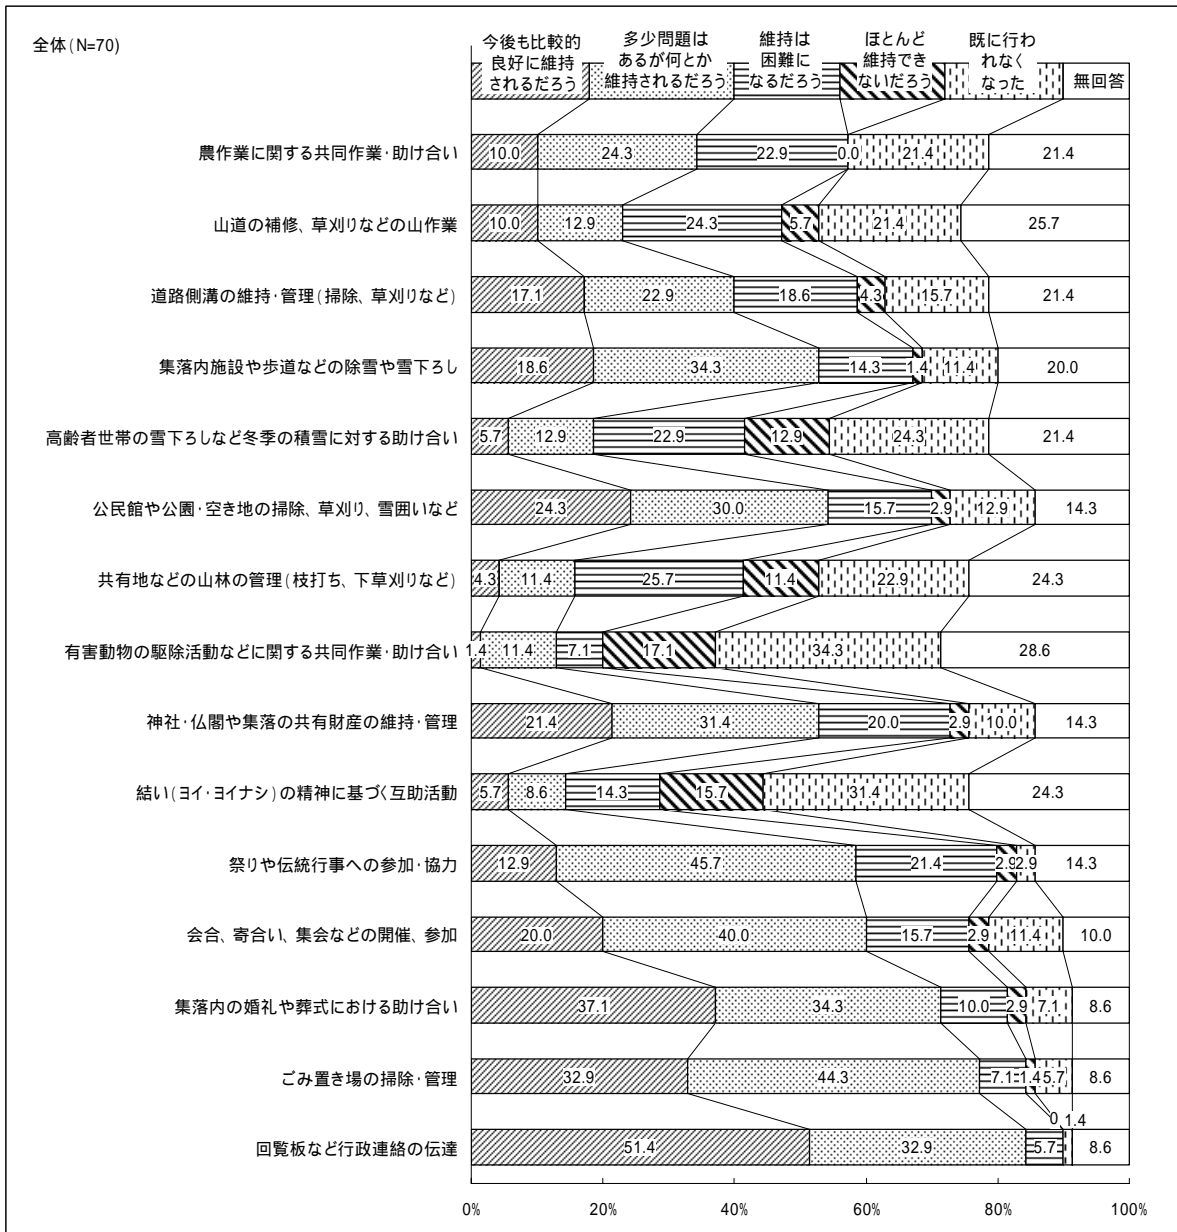 全体(N=70)
今後も比較的
良好に維持
されるだろう
多少問題は
あるが何とか
維持されるだろう
維持は
困難に
なるだろう
ほとんど
維持でき
ないだろう
既に行わ
れなく
なった
無回答
農作業に関する共同作業・助け合い 10.0 24.3 22.9 0.0 21.4 21.4
山道の補修、草刈りなどの山作業 10.0 12.9 24.3 5.7 21.4 25.7
道路側溝の維持・管理(掃除、草刈りなど) 17.1 22.9 18.6 4.3 15.7 21.4
集落内施設や歩道などの除雪や雪下ろし 18.6 34.3 14.3 1.4 11.4 20.0
高齢者世帯の雪下ろしなど冬季の積雪に対する助け合い 5.7 12.9 22.9 12.9 24.3 21.4
公民館や公園・空き地の掃除、草刈り、雪囲いなど 24.3 30.0 15.7 2.9 12.9 14.3
共有地などの山林の管理(枝打ち、下草刈りなど) 4.3 11.4 25.7 11.4 22.9 24.3
有害動物の駆除活動などに関する共同作業・助け合い 1.4 11.4 7.1 17.1 34.3 28.6
神社・仏閣や集落の共有財産の維持・管理 21.4 31.4 20.0 2.9 10.0 14.3
結い(ヨイ・ヨイナシ)の精神に基づく互助活動 5.7 8.6 14.3 15.7 31.4 24.3
祭りや伝統行事への参加・協力 12.9 45.7 21.4 2.9 2.9 14.3
会合、寄合い、集会などの開催、参加 20.0 40.0 15.7 2.9 11.4 10.0
集落内の婚礼や葬式における助け合い 37.1 34.3 10.0 2.9 7.1 8.6
ごみ置き場の掃除・管理 32.9 44.3 7.1 1.4 5.7 8.6
0 1.4
回覧板など行政連絡の伝達 51.4 32.9 5.7 8.6
0% 20% 40% 60% 80% 100%